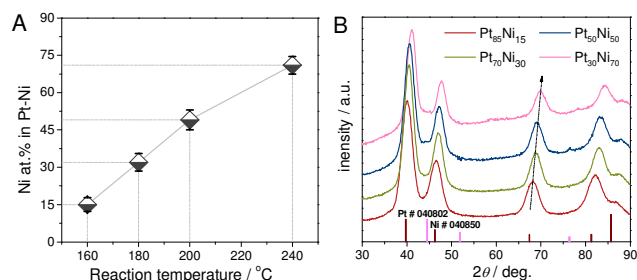 A
Ni at.% in Pt-Ni
90
75
60
45
30
15
0
160
180
200
220
240
Reaction temperature / °C
B
inensity / a.u.
Pt85Ni15
Pt50Ni50
Pt70Ni30
Pt30Ni70
Pt # 040802
Ni # 040850
30
40
50
60
70
80
90
2θ / deg.